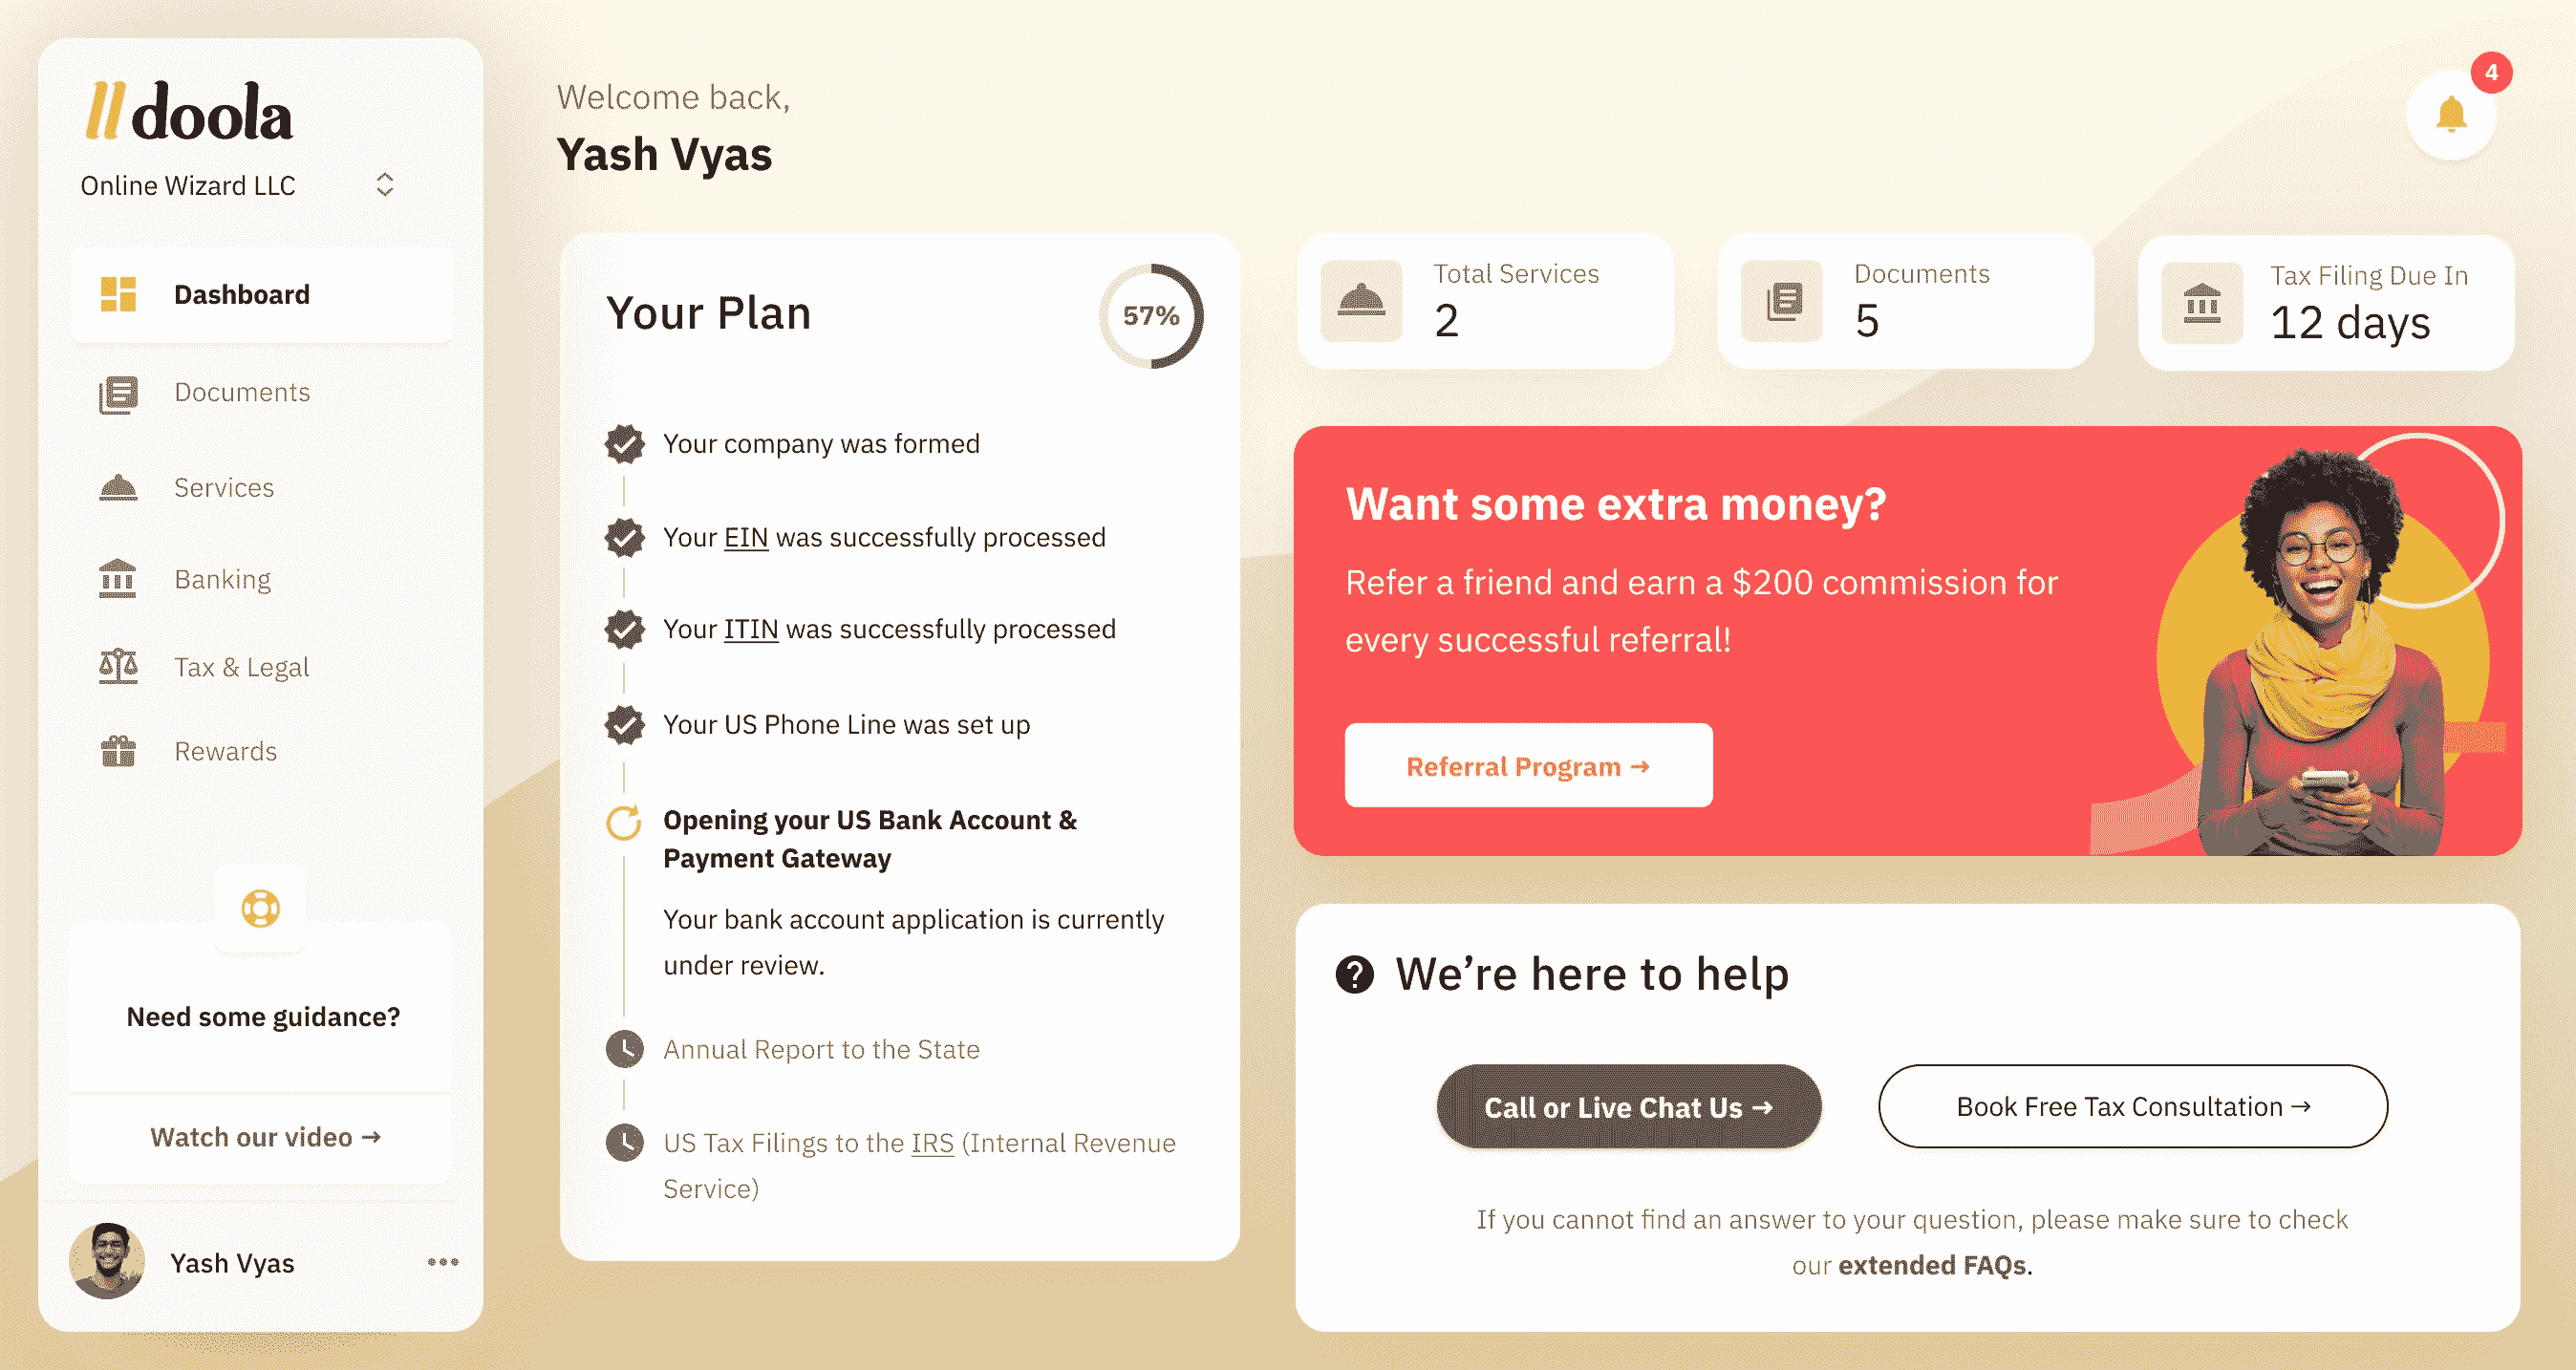 doola
Online Wizard LLC
Dashboard
Documents
Services
Banking
Tax & Legal
Rewards
Need some guidance?
Watch our video →
Yash Vyas
Welcome back,
Yash Vyas
4
Your Plan
57%
Your company was formed
Your EIN was successfully processed
Your ITIN was successfully processed
Your US Phone Line was set up
Opening your US Bank Account &
Payment Gateway
Your bank account application is currently
under review.
Annual Report to the State
US Tax Filings to the IRS (Internal Revenue
Service)
Total Services
2
Documents
5
Tax Filing Due In
12 days
Want some extra money?
Refer a friend and earn a $200 commission for
every successful referral!
Referral Program →
We’re here to help
Call or Live Chat Us →
Book Free Tax Consultation →
If you cannot find an answer to your question, please make sure to check
our extended FAQs.